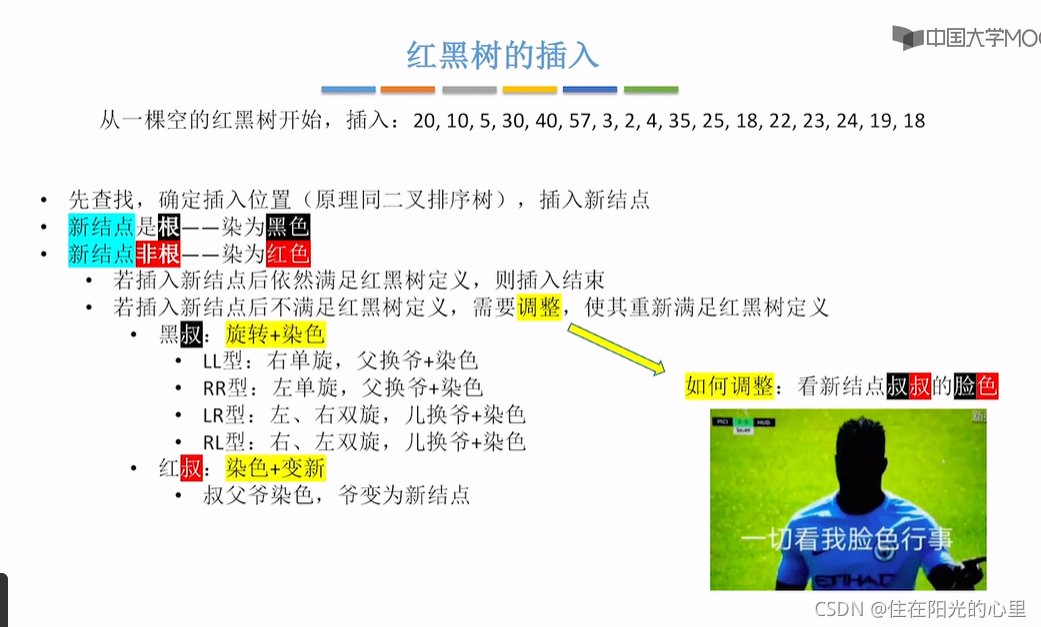 中国大学MOO
红黑树的插入
从一棵空的红黑树开始，插入：20, 10, 5, 30, 40, 57, 3, 2, 4, 35, 25, 18, 22, 23, 24, 19, 18
• 先查找，确定插入位置（原理同二叉排序树），插入新结点
• 新结点是根——染为黑色
• 新结点非根——染为红色
• 若插入新结点后依然满足红黑树定义，则插入结束
• 若插入新结点后不满足红黑树定义，需要调整，使其重新满足红黑树定义
• 黑叔：旋转+染色
• LL型：右单旋，父换爷+染色
• RR型：左单旋，父换爷+染色
• LR型：左、右双旋，儿换爷+染色
• RL型：右、左双旋，儿换爷+染色
• 红叔：染色+变新
• 叔父爷染色，爷变为新结点
如何调整：看新结点叔叔的脸色
MCI
HUD
一切看我脸色行事
ETIHAD
CSDN @住在阳光的心里